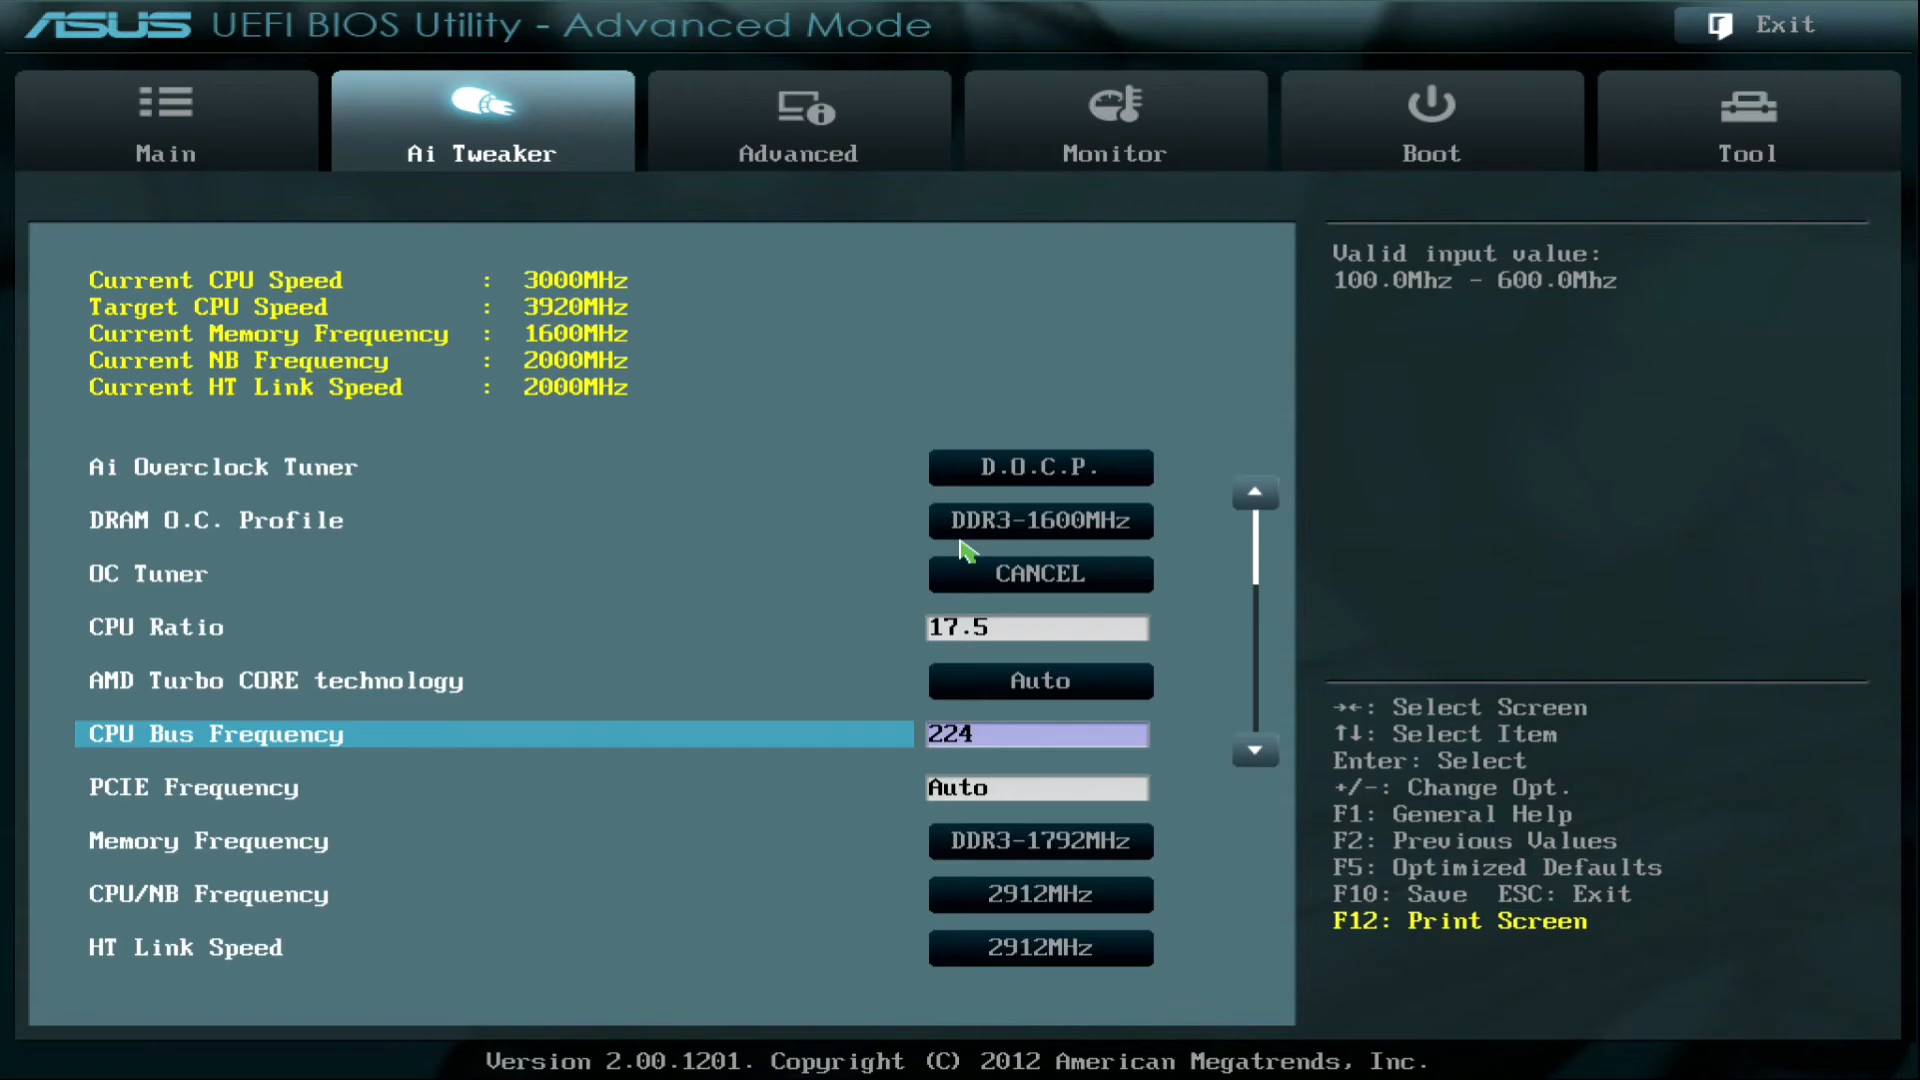 ASUS UEFI BIOS Utility - Advanced Mode
Exit
Main
Ai Tweaker
Advanced
Monitor
Boot
Tool
Current CPU Speed : 3000MHz
Target CPU Speed : 3920MHz
Current Memory Frequency : 1600MHz
Current NB Frequency : 2000MHz
Current HT Link Speed : 2000MHz
Ai Overclock Tuner D.O.C.P.
DRAM O.C. Profile DDR3-1600MHz
OC Tuner CANCEL
CPU Ratio 17.5
AMD Turbo CORE technology Auto
CPU Bus Frequency 224
PCIE Frequency Auto
Memory Frequency DDR3-1792MHz
CPU/NB Frequency 2912MHz
HT Link Speed 2912MHz
Valid input value:
100.0Mhz - 600.0Mhz
→←: Select Screen
↑↓: Select Item
Enter: Select
+/-: Change Opt.
F1: General Help
F2: Previous Values
F5: Optimized Defaults
F10: Save ESC: Exit
F12: Print Screen
Version 2.00.1201. Copyright (C) 2012 American Megatrends, Inc.